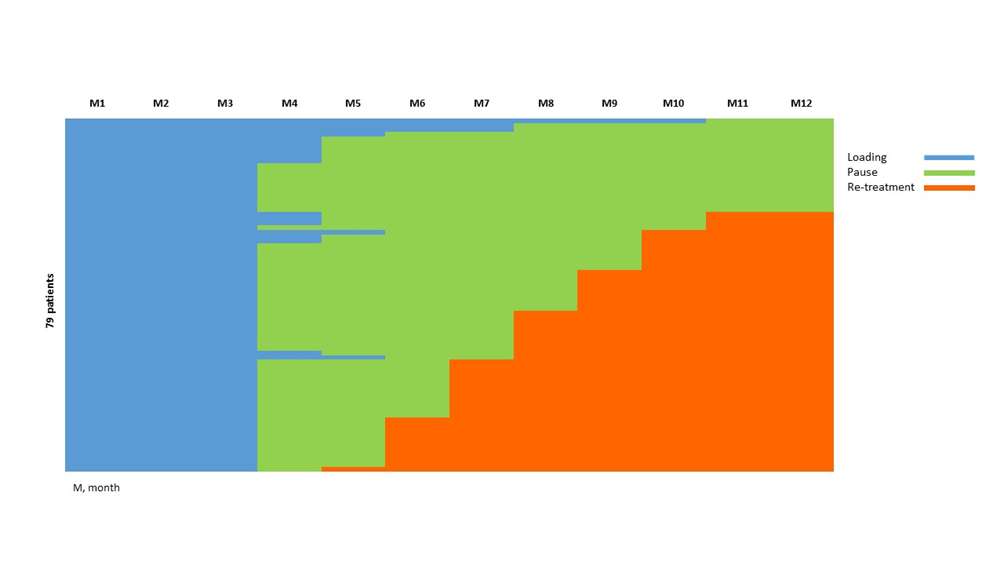 M1 M2 M3 M4 M5 M6 M7 M8 M9 M10 M11 M12
Loading
Pause
Re-treatment
79 patients
M, month